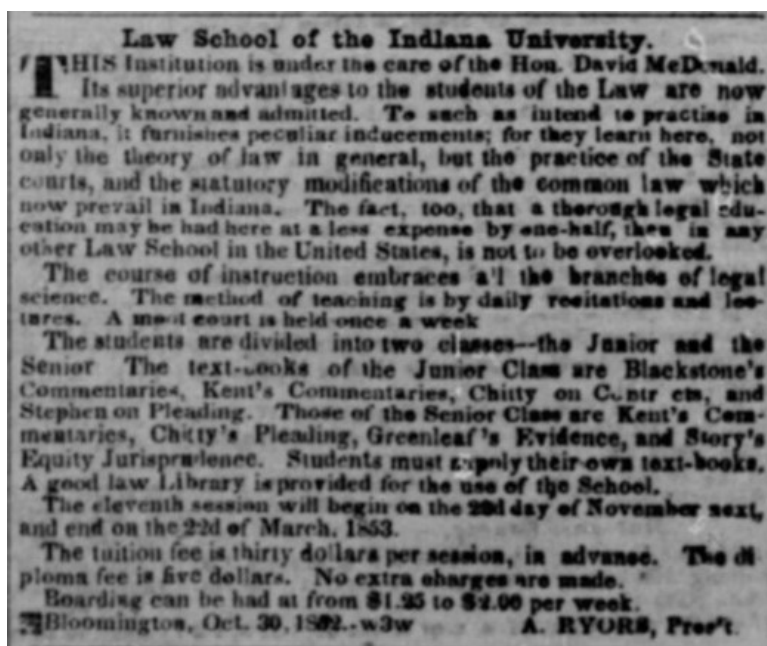 Law School of the Indiana University.
THIS Institution is under the care of the Hon. David McDonald.
Its superior advantages to the students of the Law are now
generally known and admitted. To such as intend to practise in
Indiana, it furnishes peculiar inducements; for they learn here, not
only the theory of law in general, but the practice of the State
courts, and the statutory modifications of the common law which
now prevail in Indiana. The fact, too, that a thorough legal edu-
cation may be had here at a less expense by one-half, then in any
other Law School in the United States, is not to be overlooked.
The course of instruction embraces a'l the branches of legal
science. The method of teaching is by daily recitations and lec-
tures. A moot court is held once a week
The students are divided into two classes—the Junior and the
Senior The text-books of the Junior Class are Blackstone's
Commentaries, Kent's Commentaries, Chitty on Contr cts, and
Stephen on Pleading. Those of the Senior Class are Kent's Com-
mentaries, Chitty's Pleading, Greenleaf's Evidence, and Story's
Equity Jurisprudence. Students must supply their own text-books.
A good law Library is provided for the use of the School.
The eleventh session will begin on the 22d day of November next,
and end on the 22d of March, 1853.
The tuition fee is thirty dollars per session, in advance. The di
ploma fee is five dollars. No extra charges are made.
Boarding can be had at from $1.25 to $2.00 per week.
Bloomington, Oct. 30, 1852.-w3w A. RYORS, Pres't.